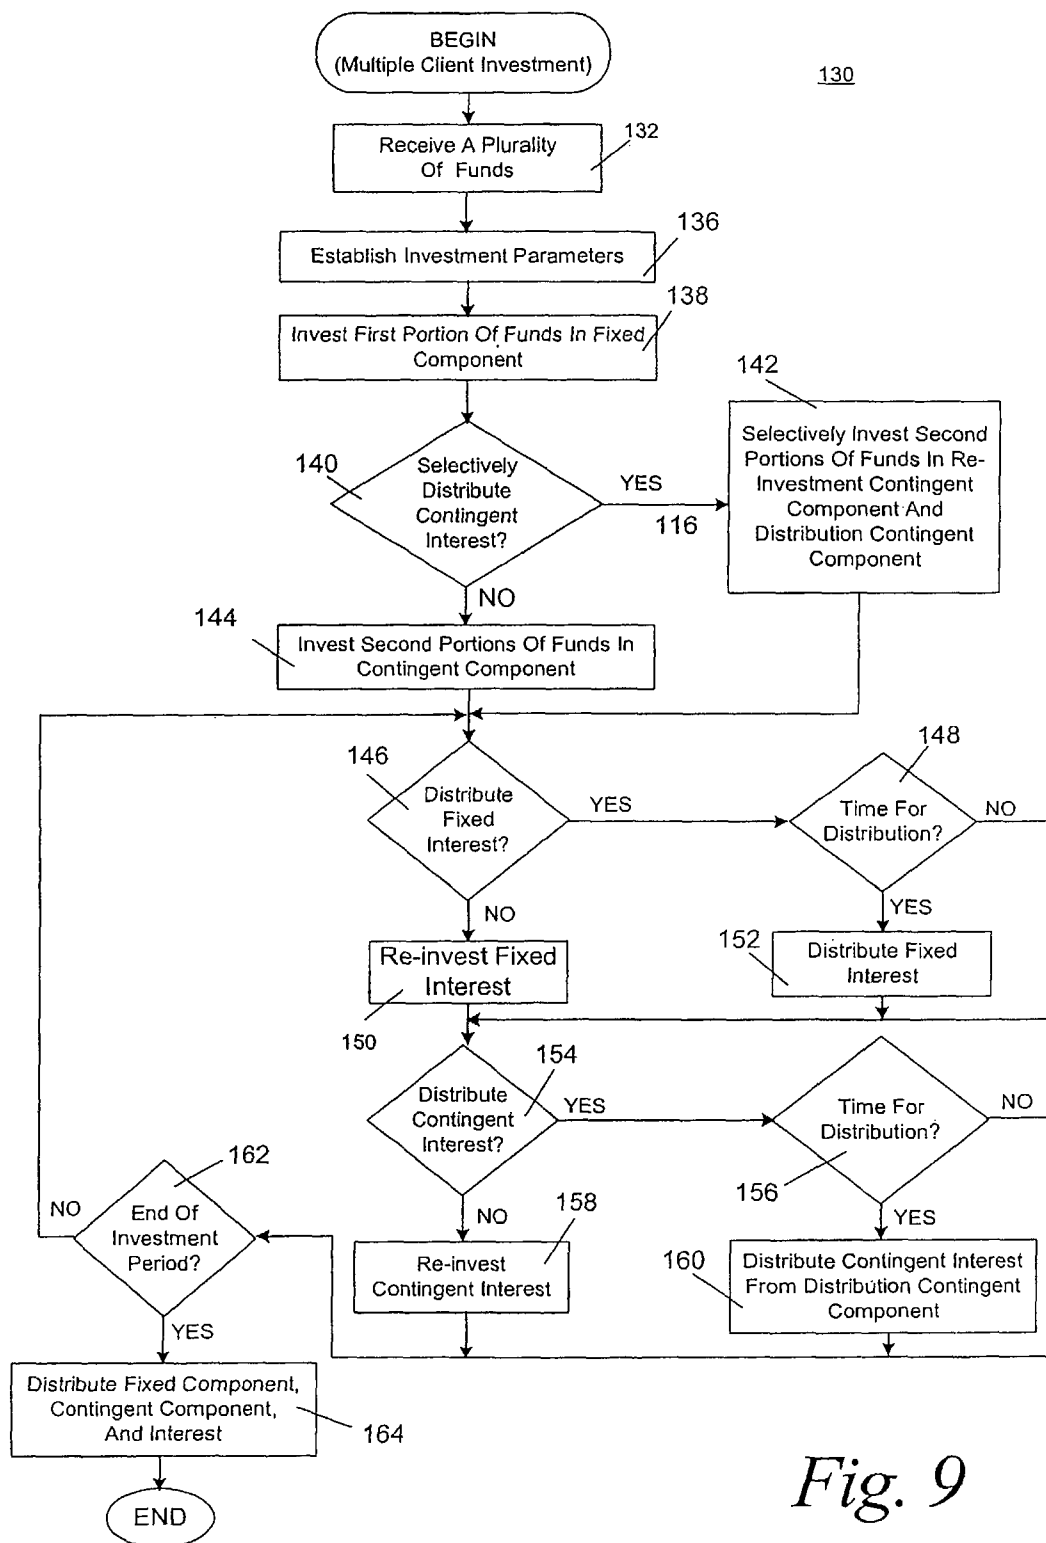 BEGIN
(Multiple Client Investment)
130
Receive A Plurality
Of Funds
132
Establish Investment Parameters
136
138
Invest First Portion Of Funds In Fixed
Component
142
140
Selectively
Distribute
Contingent
Interest?
YES
116
Selectively Invest Second
Portions Of Funds In Re-
Investment Contingent
Component And
Distribution Contingent
Component
NO
144
Invest Second Portions Of Funds In
Contingent Component
146
Distribute
Fixed
Interest?
YES
148
Time For
Distribution?
NO
NO
YES
Re-invest Fixed
Interest
150
152
Distribute Fixed
Interest
154
Distribute
Contingent
Interest?
YES
Time For
Distribution?
NO
156
162
NO
End Of
Investment
Period?
NO
158
YES
Re-invest
Contingent Interest
160
Distribute Contingent Interest
From Distribution Contingent
Component
YES
Distribute Fixed Component,
Contingent Component,
And Interest
164
END
Fig. 9